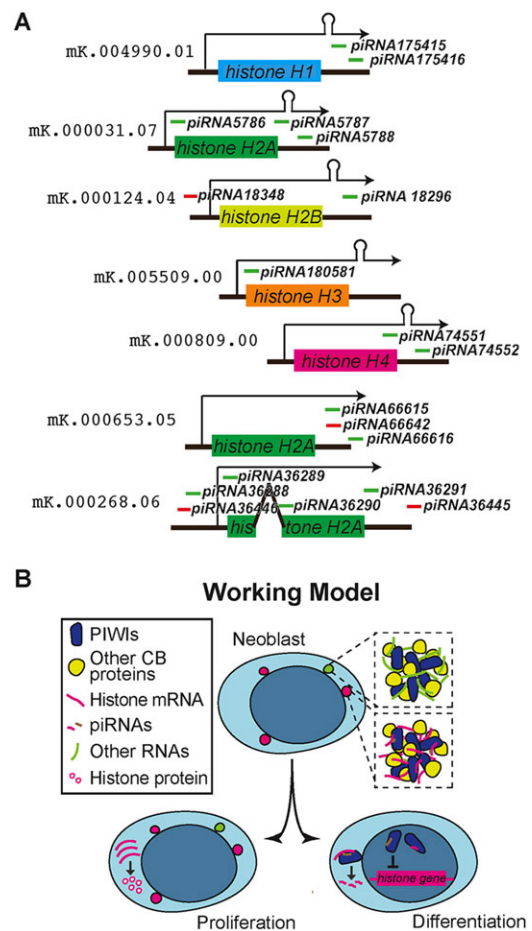 A
mK.004990.01
piRNA175415
piRNA175416
histone H1
mK.000031.07
piRNA5786
piRNA5787
piRNA5788
histone H2A
mK.000124.04
piRNA18348
piRNA 18296
histone H2B
mK.005509.00
piRNA180581
histone H3
mK.000809.00
piRNA74551
piRNA74552
histone H4
mK.000653.05
piRNA66615
piRNA66642
piRNA66616
histone H2A
mK.000268.06
piRNA36289
piRNA36288
piRNA36291
piRNA36446
piRNA36290
piRNA36445
his tone H2A
B
Working Model
PIWIs
Other CB
proteins
Histone mRNA
piRNAs
Other RNAs
Histone protein
Neoblast
histone gene
Proliferation
Differentiation